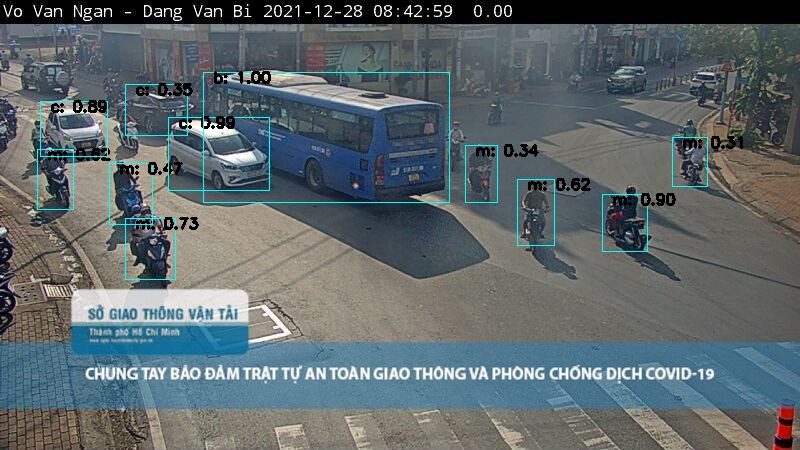 Vo Van Ngan - Dang Van Bi 2021-12-28 08:42:59 0.00
b: 1.00
c: 0.35
c: 0.89
c: 0.99
m: 0.31
m: 0.34
m: 0.47
m: 0.62
m: 0.90
m: 0.73
SỞ GIAO THÔNG VẬN TẢI
Thành phố Hồ Chí Minh
CHUNG TAY BẢO ĐẢM TRẬT TỰ AN TOÀN GIAO THÔNG VÀ PHÒNG CHỐNG DỊCH COVID-19